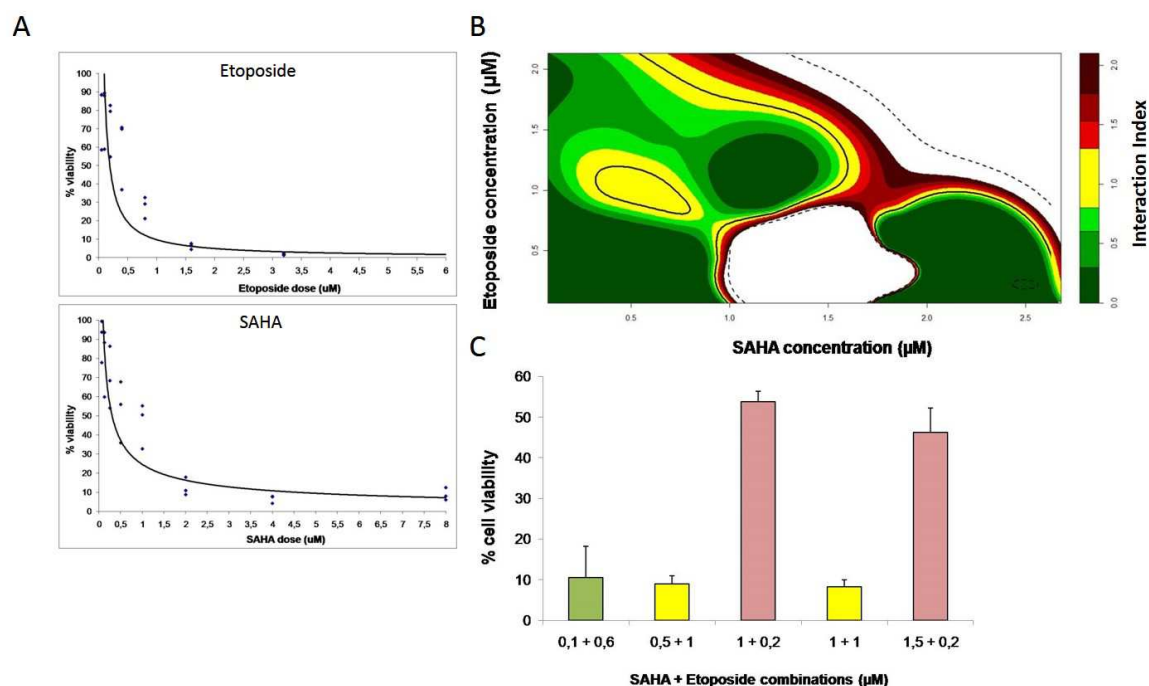 A
Etoposide
% viability
100
90
80
70
60
50
40
30
20
10
0
0 0,5 1 1,5 2 2,5 3 3,5 4 4,5 5 5,5 6
Etoposide dose (uM)
SAHA
% viability
100
90
80
70
60
50
40
30
20
10
0
0 0,5 1 1,5 2 2,5 3 3,5 4 4,5 5 5,5 6 6,5 7 7,5 8
SAHA dose (uM)
B
Etoposide concentration (µM)
2.0
1.5
1.0
0.5
0.5 1.0 1.5 2.0 2.5
SAHA concentration (µM)
2.0
1.5
1.0
0.5
0.0
Interaction Index
C
% cell viability
60
50
40
30
20
10
0
0,1 + 0,6 0,5 + 1 1 + 0,2 1 + 1 1,5 + 0,2
SAHA + Etoposide combinations (µM)